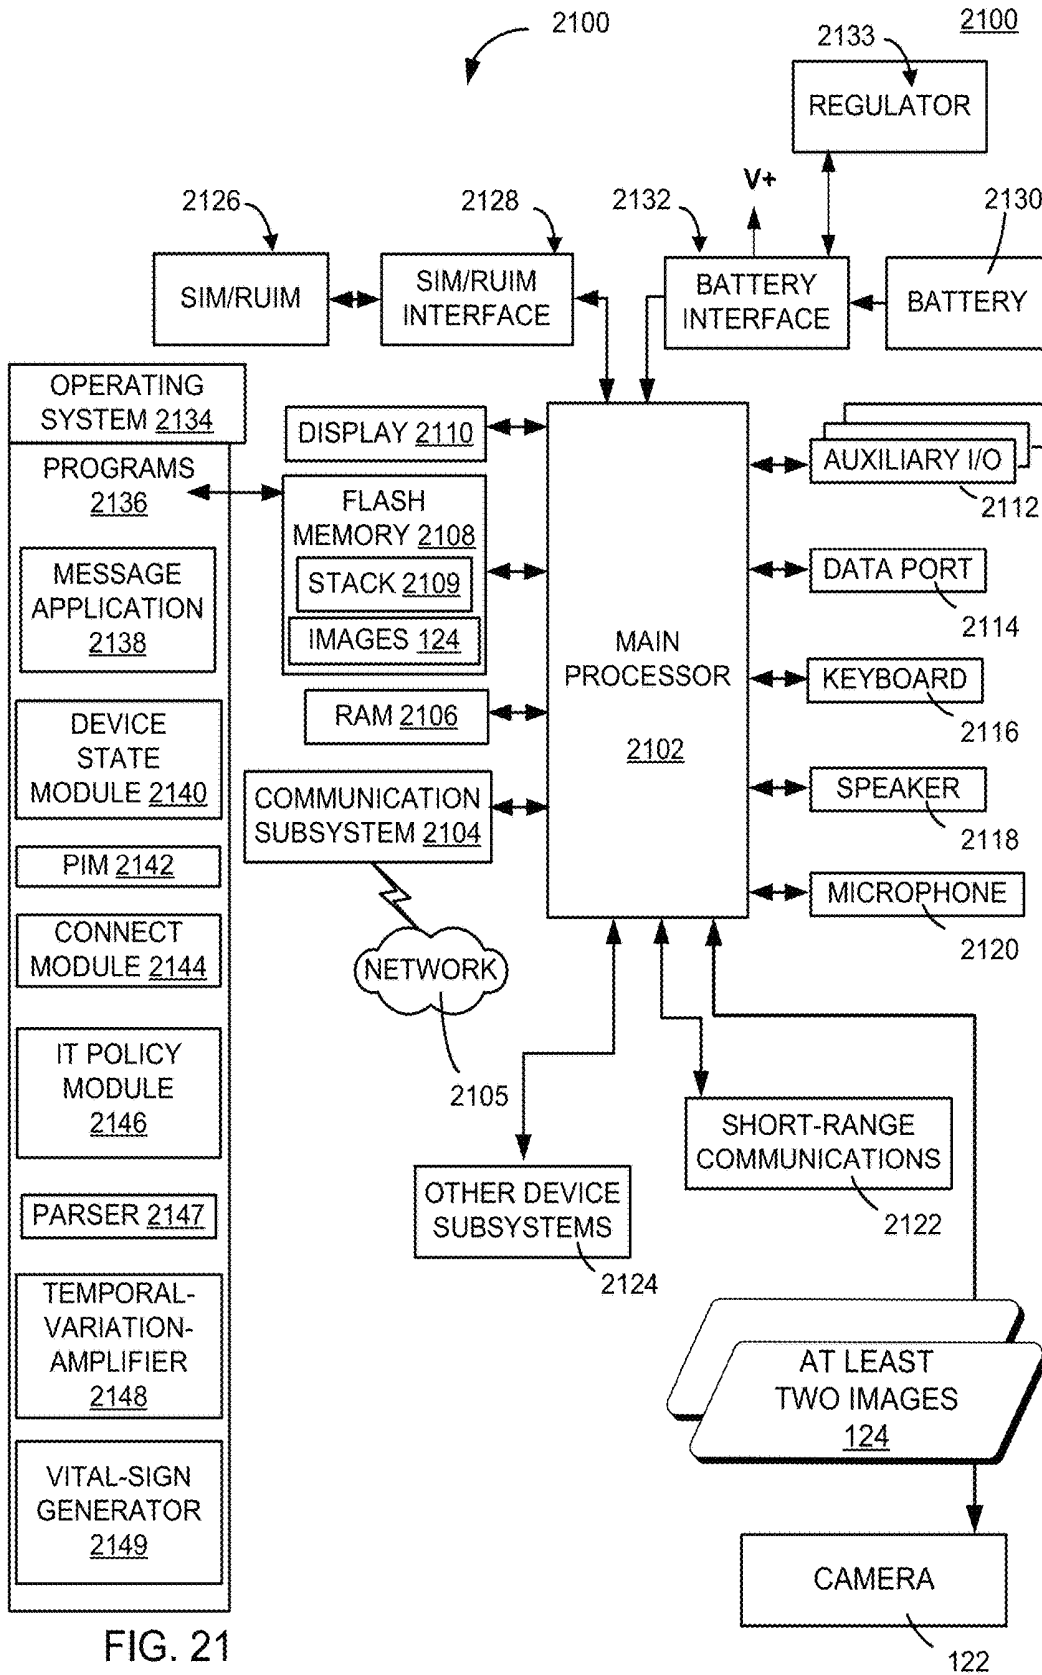 2100
2100
2133
REGULATOR
V+
2126
2128
2132
2130
SIM/RUIM
SIM/RUIM
INTERFACE
BATTERY
INTERFACE
BATTERY
OPERATING
SYSTEM 2134
PROGRAMS
2136
MESSAGE
APPLICATION
2138
DEVICE
STATE
MODULE 2140
PIM 2142
CONNECT
MODULE 2144
IT POLICY
MODULE
2146
PARSER 2147
TEMPORAL-
VARIATION-
AMPLIFIER
2148
VITAL-SIGN
GENERATOR
2149
DISPLAY 2110
FLASH
MEMORY 2108
STACK 2109
IMAGES 124
RAM 2106
COMMUNICATION
SUBSYSTEM 2104
NETWORK
2105
MAIN
PROCESSOR
2102
AUXILIARY I/O
2112
DATA PORT
2114
KEYBOARD
2116
SPEAKER
2118
MICROPHONE
2120
SHORT-RANGE
COMMUNICATIONS
2122
OTHER DEVICE
SUBSYSTEMS
2124
AT LEAST
TWO IMAGES
124
CAMERA
122
FIG. 21